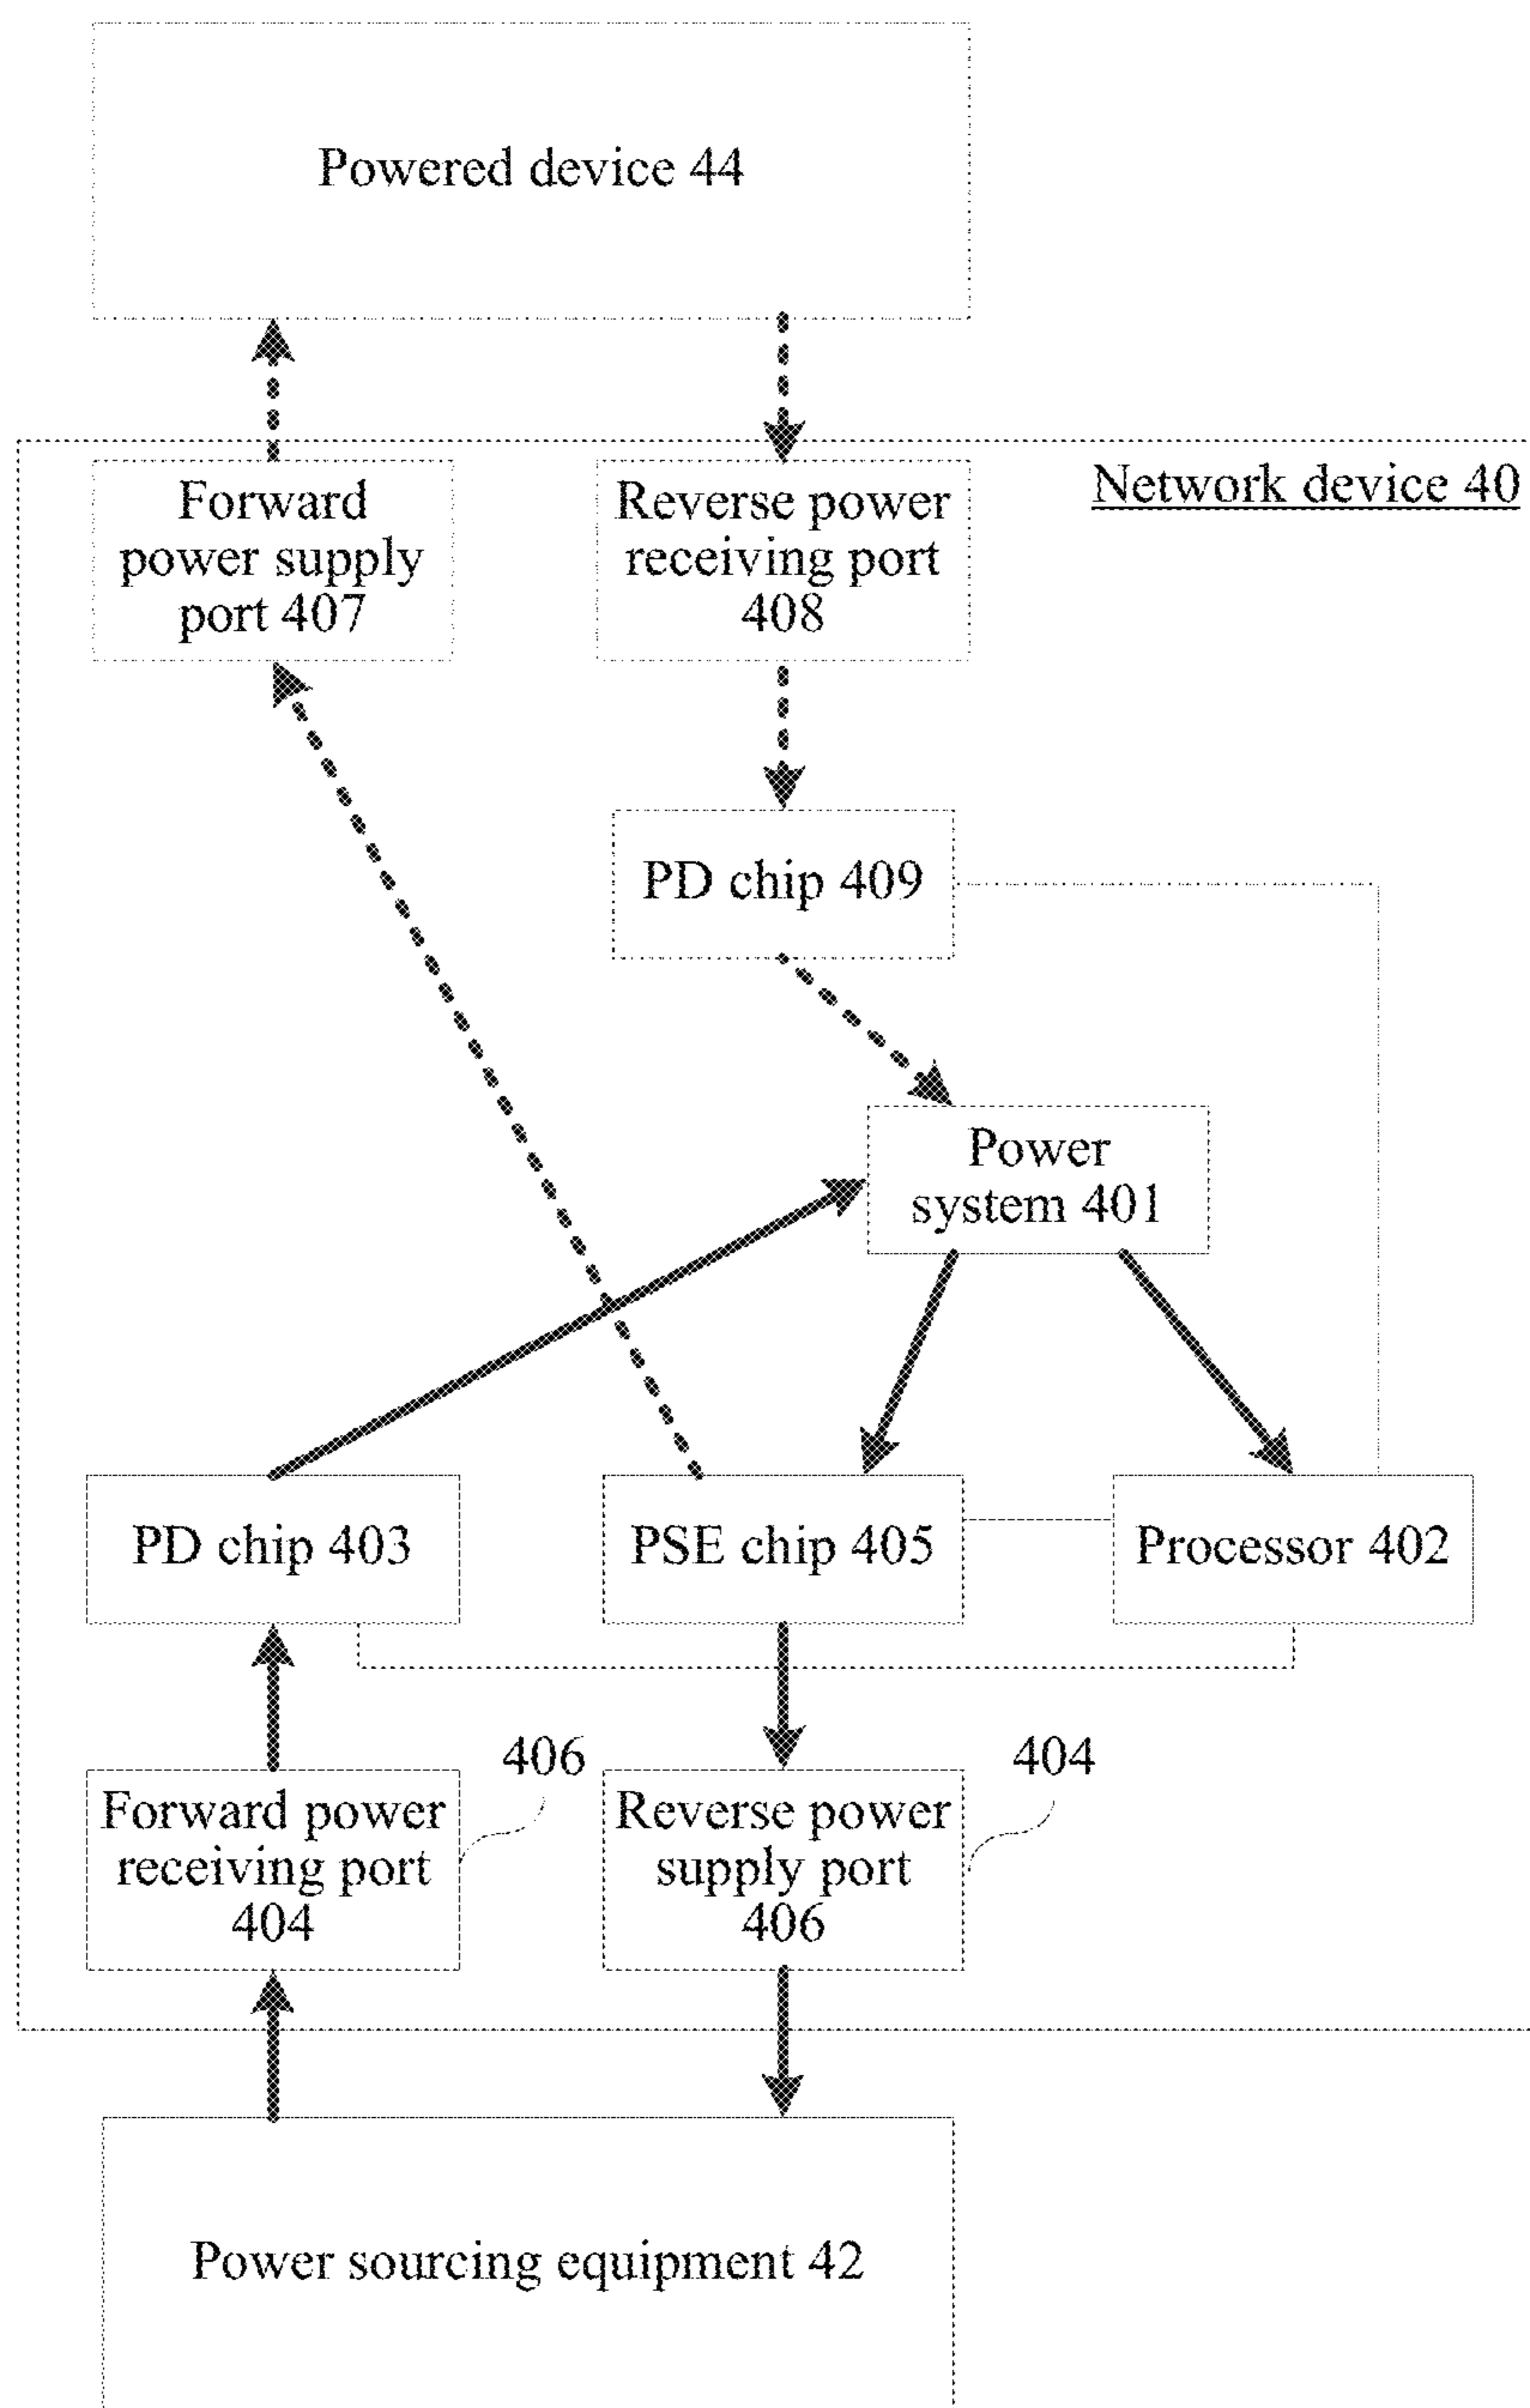 Powered device 44
Network device 40
Forward
power supply
port 407
Reverse power
receiving port
408
PD chip 409
Power
system 401
PD chip 403
PSE chip 405
Processor 402
406
404
Forward power
receiving port
404
Reverse power
supply port
406
Power sourcing equipment 42